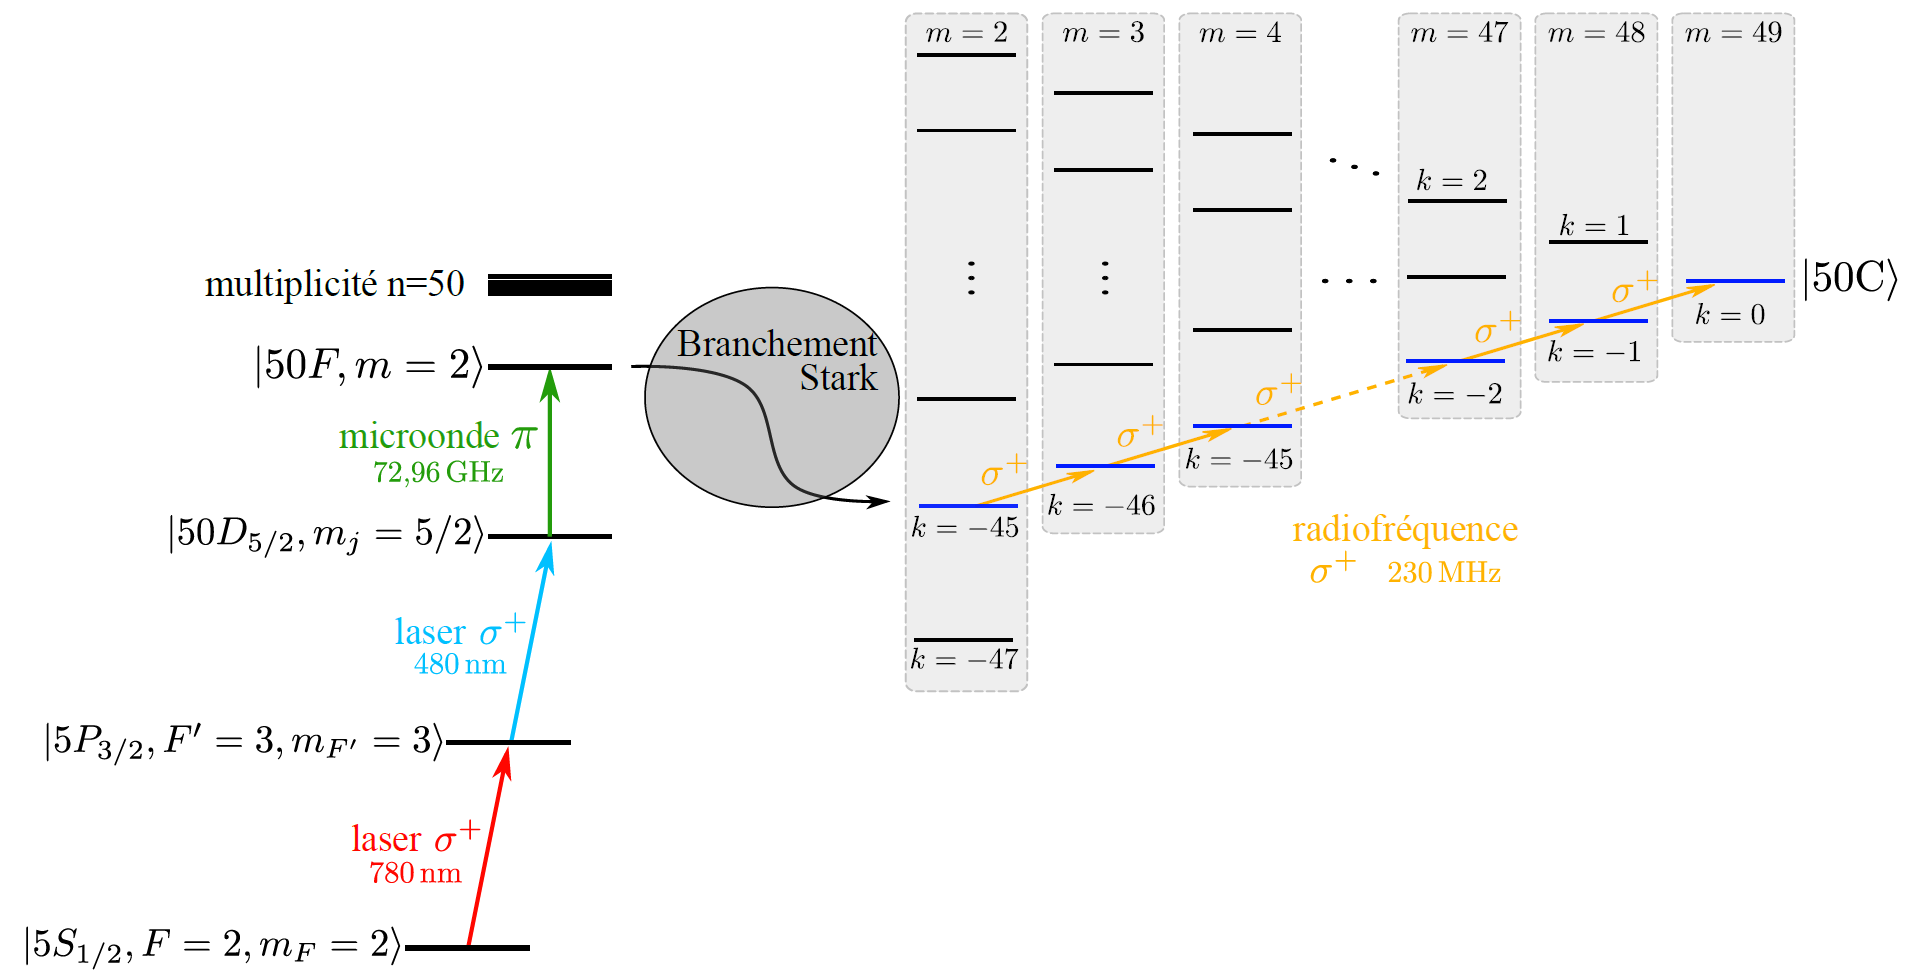 m = 2
m = 3
m = 4
m = 47
m = 48
m = 49
k = 2
k = 1
|50C⟩
σ⁺
k = 0
σ⁺
k = −1
k = −2
σ⁺
σ⁺
k = −45
σ⁺
k = −46
k = −45
k = −47
radiofréquence
σ⁺ 230 MHz
multiplicité n=50
Branchement
Stark
|50F, m = 2⟩
microonde π
72,96 GHz
|50D₅/₂, mⱼ = 5/2⟩
laser σ⁺
480 nm
|5P₃/₂, F′ = 3, m_F′ = 3⟩
laser σ⁺
780 nm
|5S₁/₂, F = 2, m_F = 2⟩